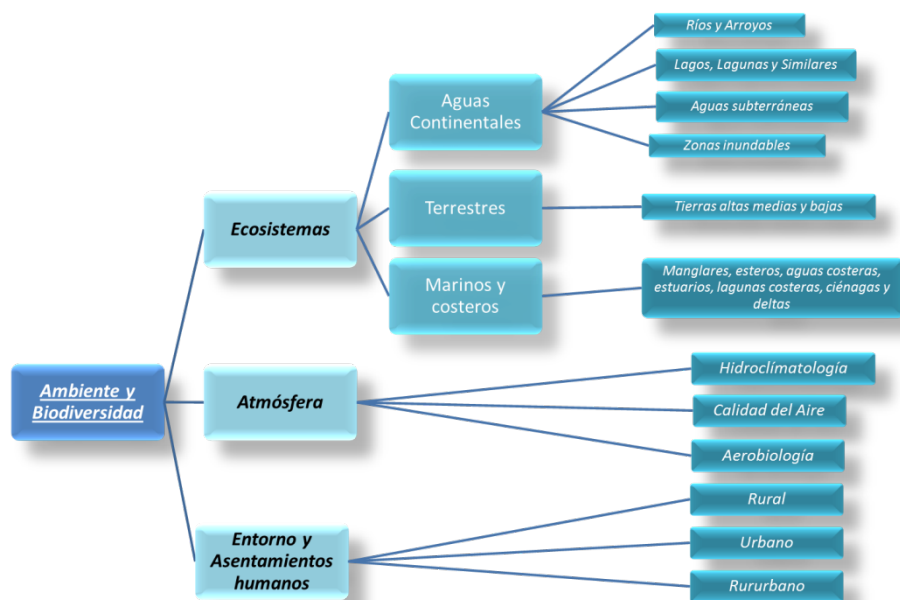 Ambiente y
Biodiversidad
Ecosistemas
Aguas
Continentales
Ríos y Arroyos
Lagos, Lagunas y Similares
Aguas subterráneas
Zonas inundables
Terrestres
Tierras altas medias y bajas
Marinos y
costeros
Manglares, esteros, aguas costeras,
estuarios, lagunas costeras, ciénagas y
deltas
Atmósfera
Hidroclímatología
Calidad del Aire
Aerobiología
Entorno y
Asentamientos
humanos
Rural
Urbano
Rururbano